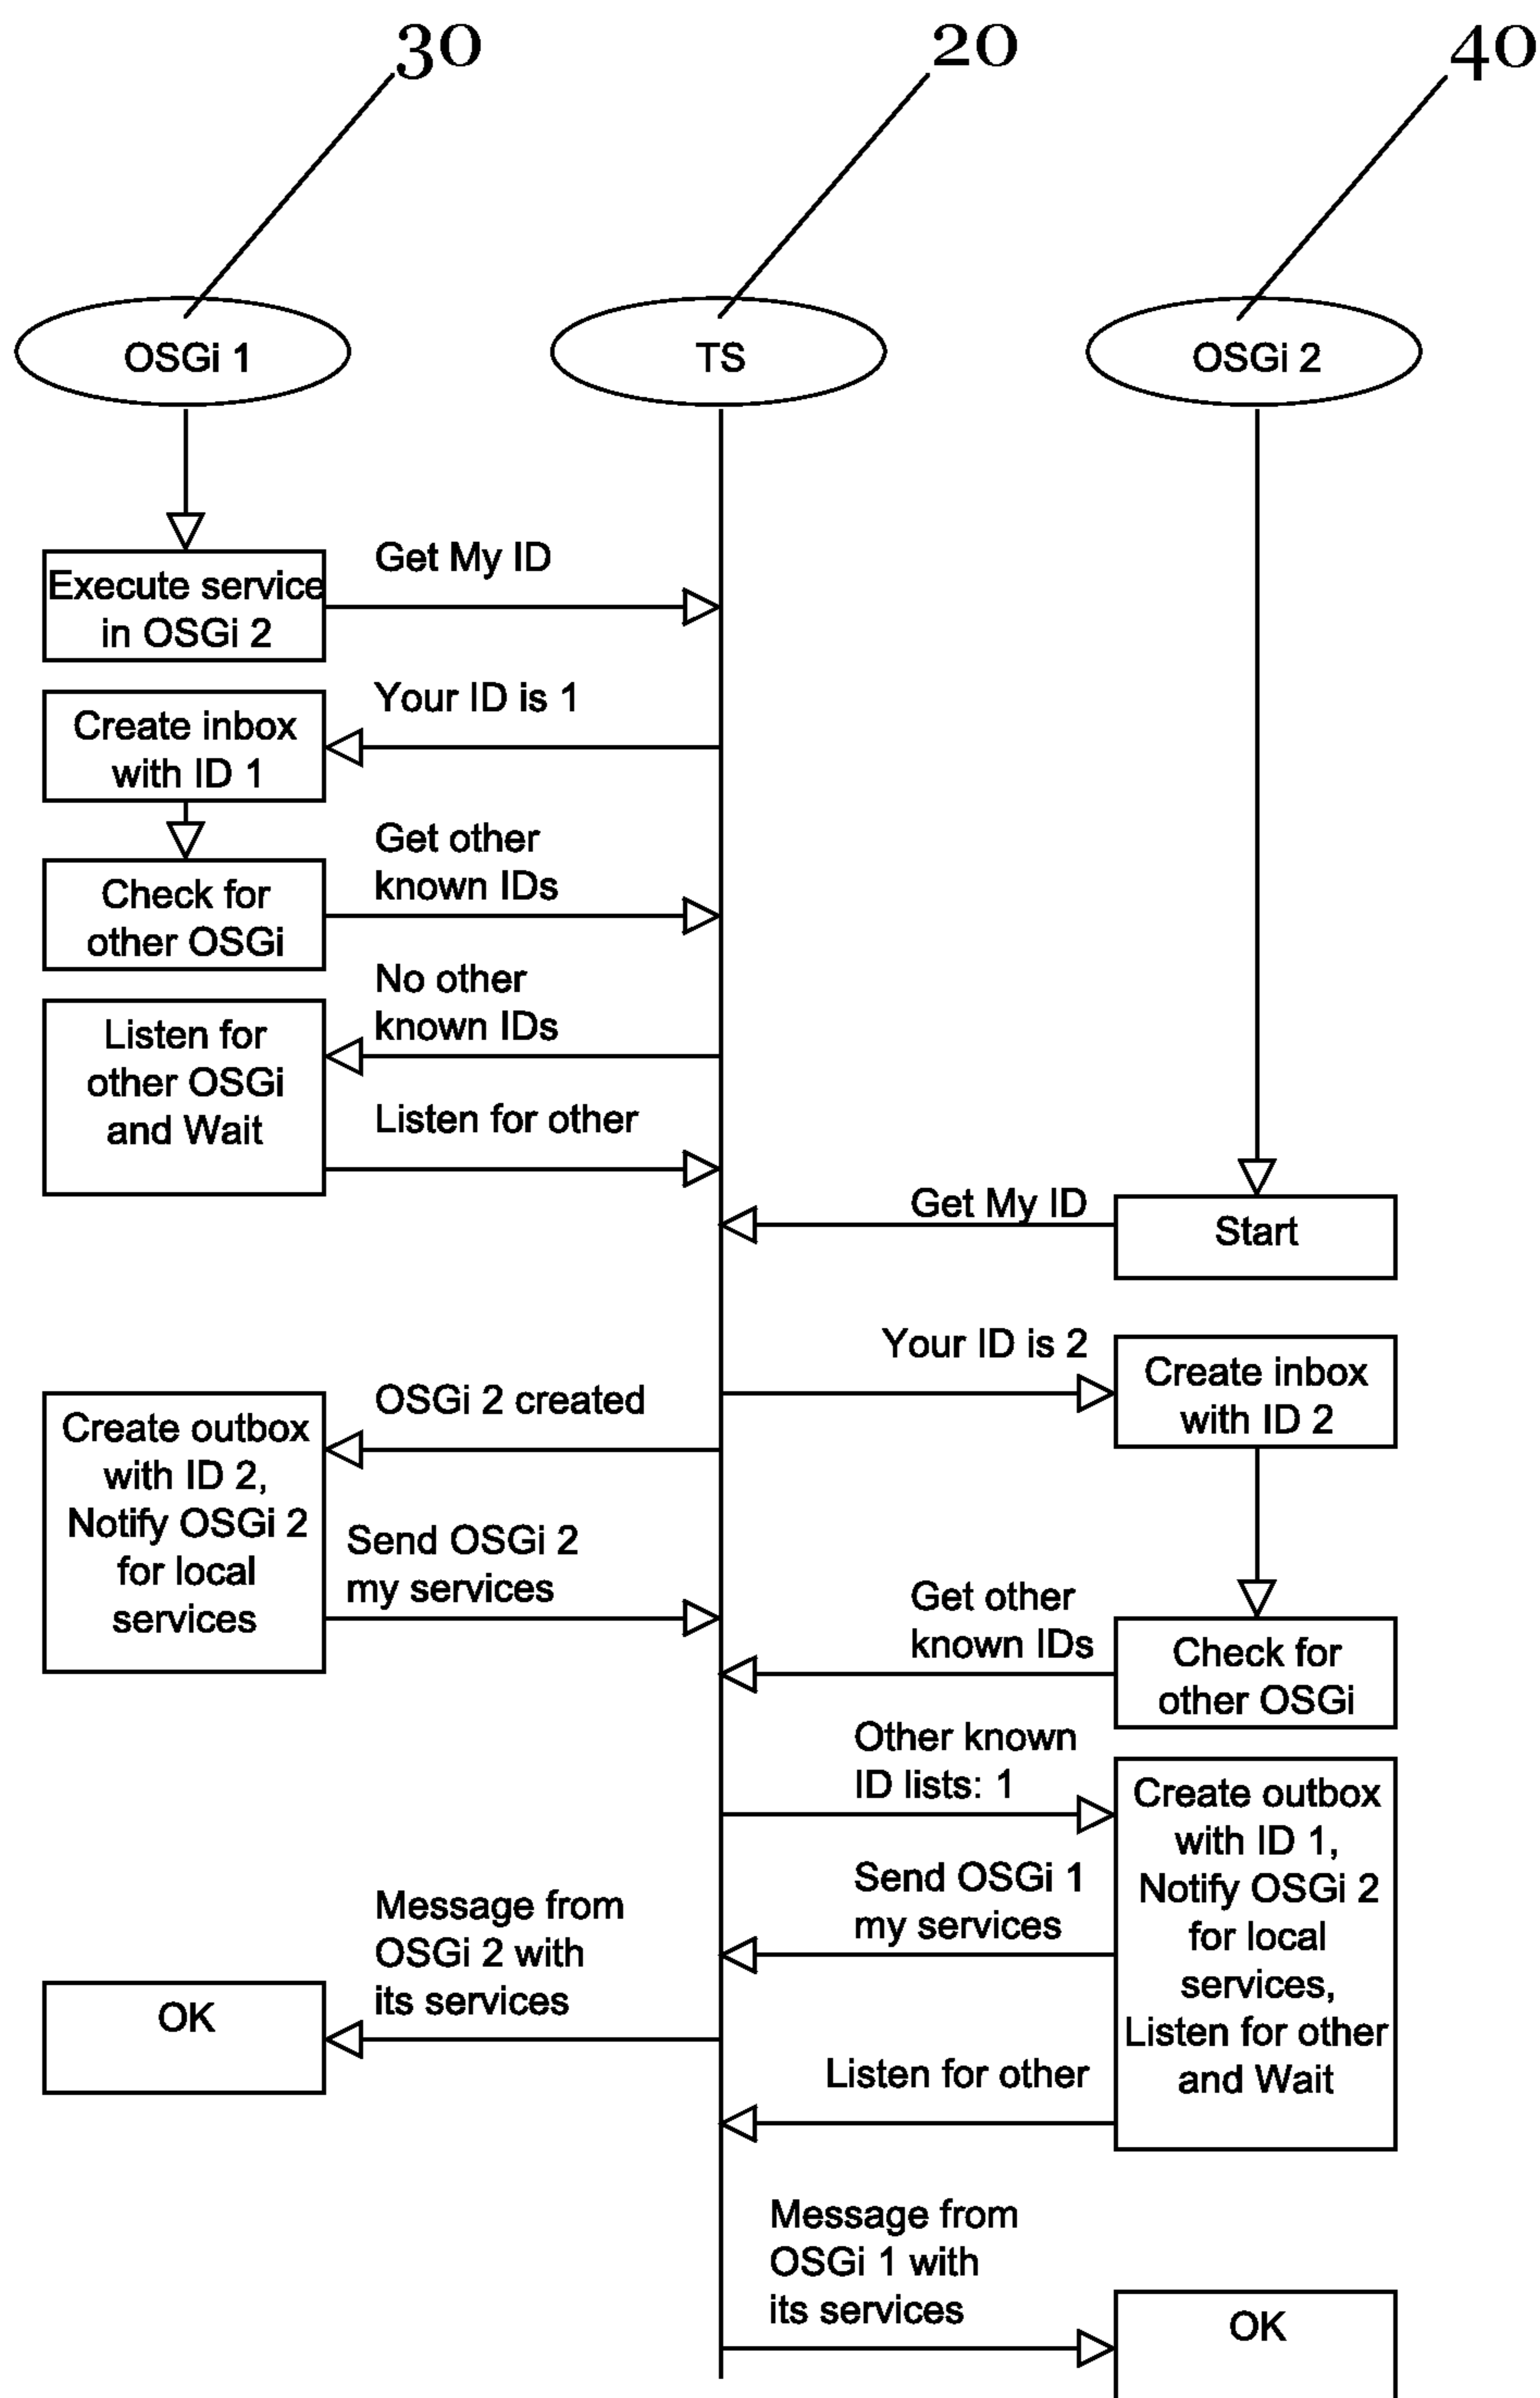 30
20
40
OSGi 1
TS
OSGi 2
Execute service
in OSGi 2
Get My ID
Create inbox
with ID 1
Your ID is 1
Check for
other OSGi
Get other
known IDs
Listen for
other OSGi
and Wait
No other
known IDs
Listen for other
Get My ID
Start
Your ID is 2
Create inbox
with ID 2
OSGi 2 created
Create outbox
with ID 2,
Notify OSGi 2
for local
services
Send OSGi 2
my services
Get other
known IDs
Check for
other OSGi
Other known
ID lists: 1
Create outbox
with ID 1,
Notify OSGi 2
for local
services,
Listen for other
and Wait
Send OSGi 1
my services
Message from
OSGi 2 with
its services
OK
Listen for other
Message from
OSGi 1 with
its services
OK